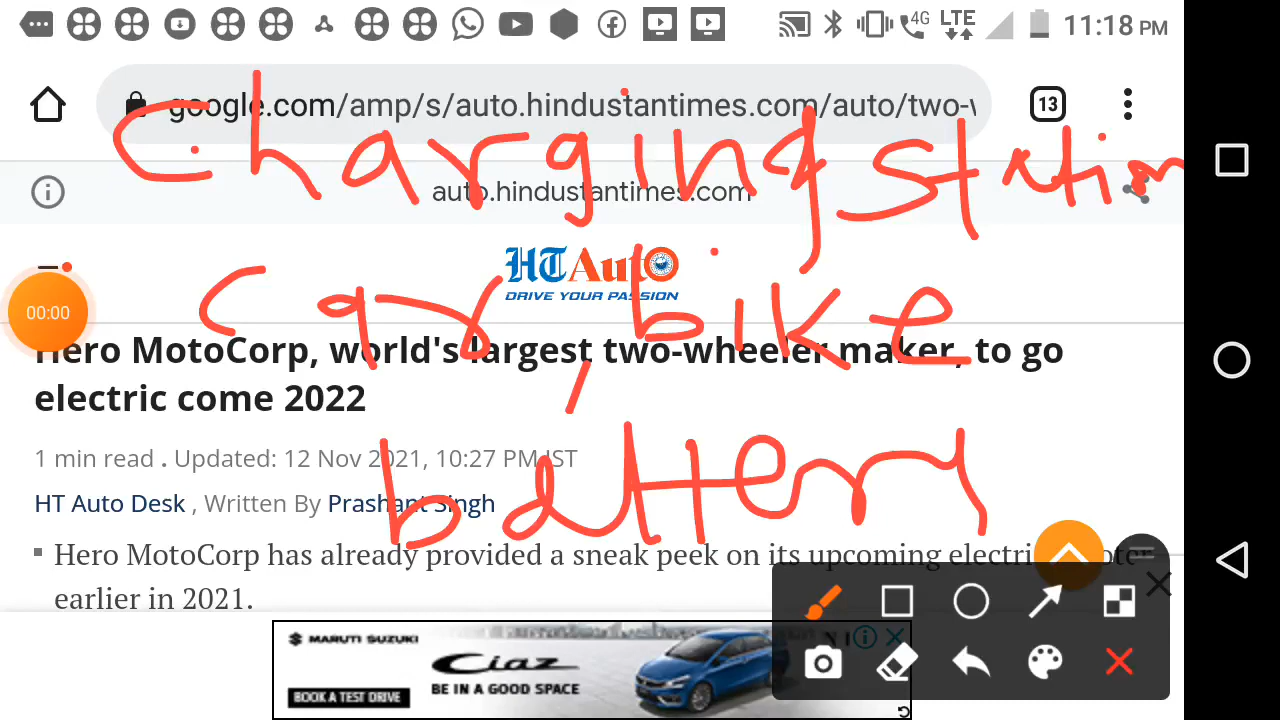 4G LTE 11:18 PM
google.com/amp/s/auto.hindustantimes.com/auto/two-w 13
Charging station
auto.hindustantimes.com
HT Auto
DRIVE YOUR PASSION
car, bike
00:00
Hero MotoCorp, world's largest two-wheeler maker, to go
electric come 2022
battery
1 min read . Updated: 12 Nov 2021, 10:27 PM IST
HT Auto Desk , Written By Prashant Singh
Hero MotoCorp has already provided a sneak peek on its upcoming electric
earlier in 2021.
MARUTI SUZUKI
Ciaz
BE IN A GOOD SPACE
BOOK A TEST DRIVE